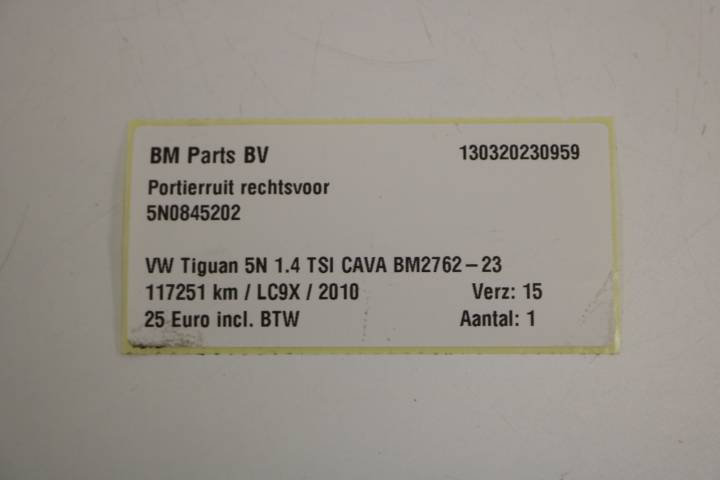 BM Parts BV 130320230959
Portierruit rechtsvoor
5N0845202
VW Tiguan 5N 1.4 TSI CAVA BM2762-23
117251 km / LC9X / 2010 Verz: 15
25 Euro incl. BTW Aantal: 1